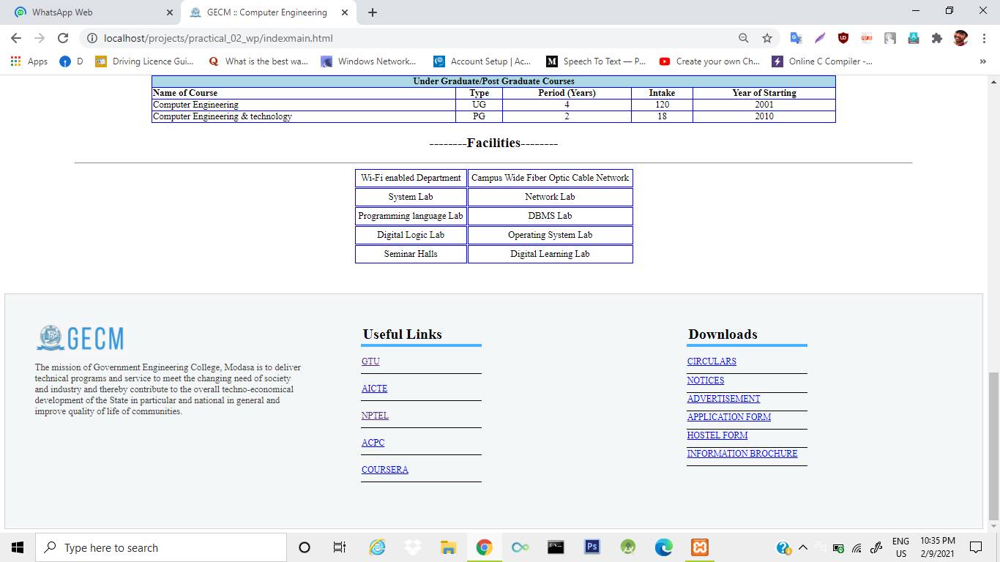 WhatsApp Web
GECM :: Computer Engineering
localhost/projects/practical_02_wp/indexmain.html
Apps
D
Driving Licence Gui...
What is the best wa...
Windows Network...
Account Setup | Ac...
Speech To Text — P...
Create your own Ch...
Online C Compiler -...
Under Graduate/Post Graduate Courses
Name of Course Type Period (Years) Intake Year of Starting
Computer Engineering UG 4 120 2001
Computer Engineering & technology PG 2 18 2010
--------Facilities--------
Wi-Fi enabled Department Campus Wide Fiber Optic Cable Network
System Lab Network Lab
Programming language Lab DBMS Lab
Digital Logic Lab Operating System Lab
Seminar Halls Digital Learning Lab
GECM
The mission of Government Engineering College, Modasa is to deliver
technical programs and service to meet the changing need of society
and industry and thereby contribute to the overall techno-economical
development of the State in particular and national in general and
improve quality of life of communities.
Useful Links
GTU
AICTE
NPTEL
ACPC
COURSERA
Downloads
CIRCULARS
NOTICES
ADVERTISEMENT
APPLICATION FORM
HOSTEL FORM
INFORMATION BROCHURE
Type here to search
Ps
ENG
US
10:35 PM
2/9/2021